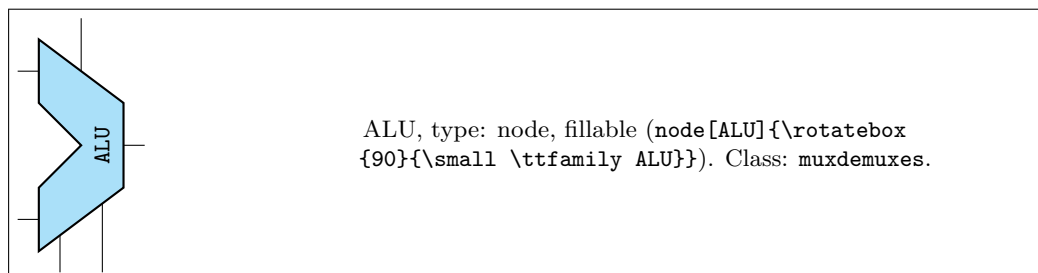 ALU
ALU, type: node, fillable (node[ALU]{\rotatebox
{90}{\small \ttfamily ALU}}). Class: muxdemuxes.